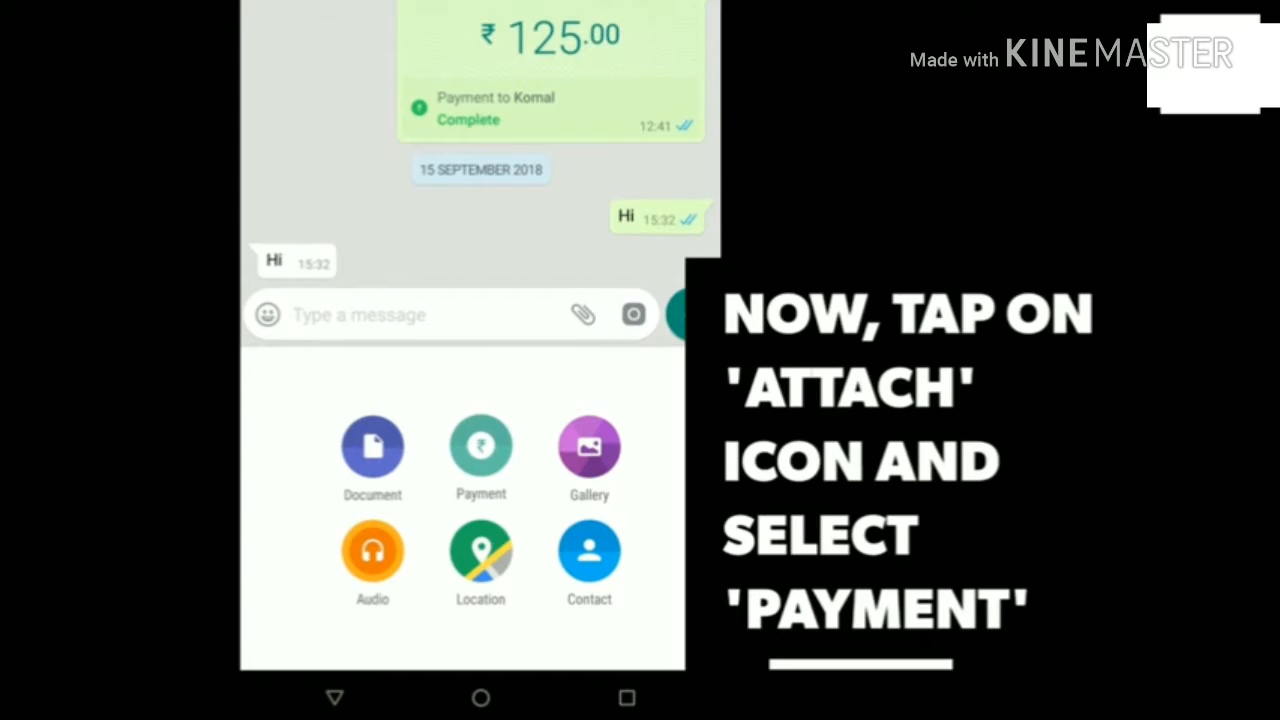 ₹ 125.00
Made with KINEMASTER
Payment to Komal
Complete
12:41
15 SEPTEMBER 2018
Hi 15:32
Hi 15:32
Type a message
NOW, TAP ON
'ATTACH'
ICON AND
SELECT
'PAYMENT'
Document Payment Gallery
Audio Location Contact